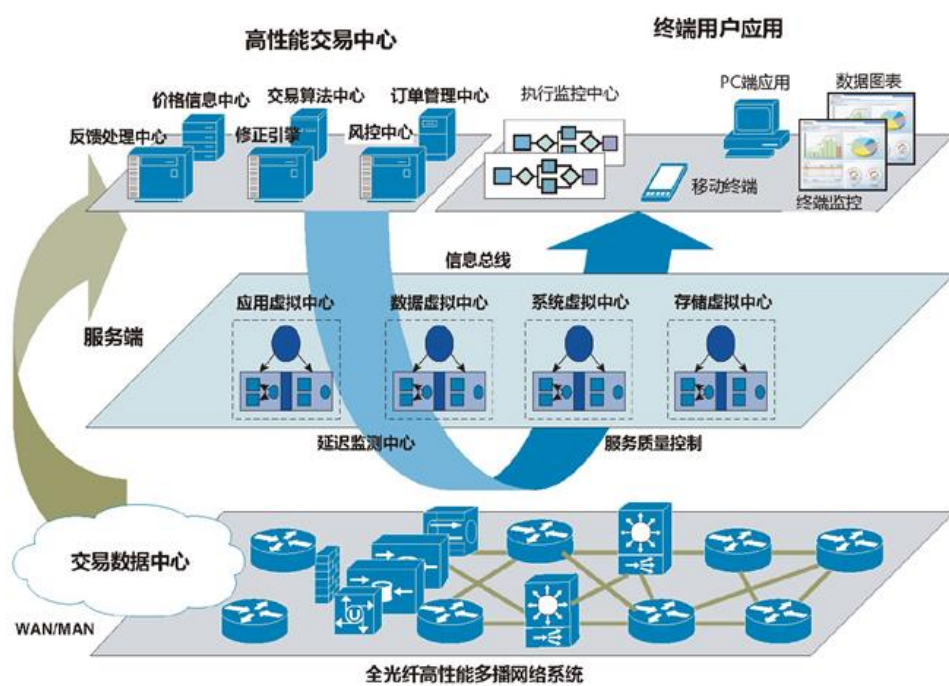 高性能交易中心
终端用户应用
价格信息中心
交易算法中心
订单管理中心
反馈处理中心
修正引擎
风控中心
执行监控中心
PC端应用
数据图表
移动终端
终端监控
信息总线
服务端
应用虚拟中心
数据虚拟中心
系统虚拟中心
存储虚拟中心
延迟监测中心
服务质量控制
交易数据中心
U
WAN/MAN
全光纤高性能多播网络系统